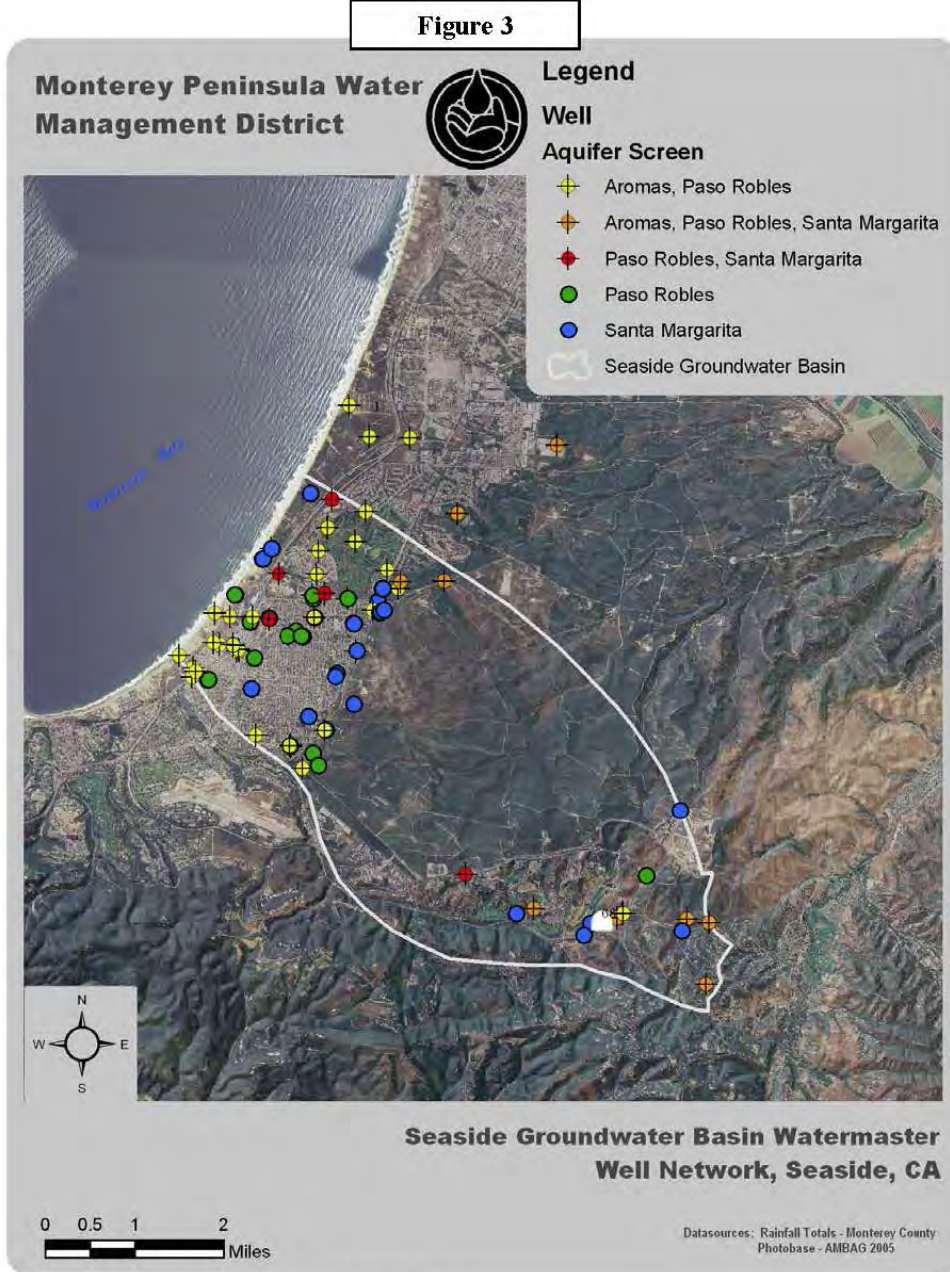 Figure 3
Monterey Peninsula Water
Management District
Legend
Well
Aquifer Screen
Aromas, Paso Robles
Aromas, Paso Robles, Santa Margarita
Paso Robles, Santa Margarita
Paso Robles
Santa Margarita
Seaside Groundwater Basin
N
W E
S
Seaside Groundwater Basin Watermaster
Well Network, Seaside, CA
0 0.5 1 2
Miles
Datasources: Rainfall Totals - Monterey County
Photobase - AMBAG 2005